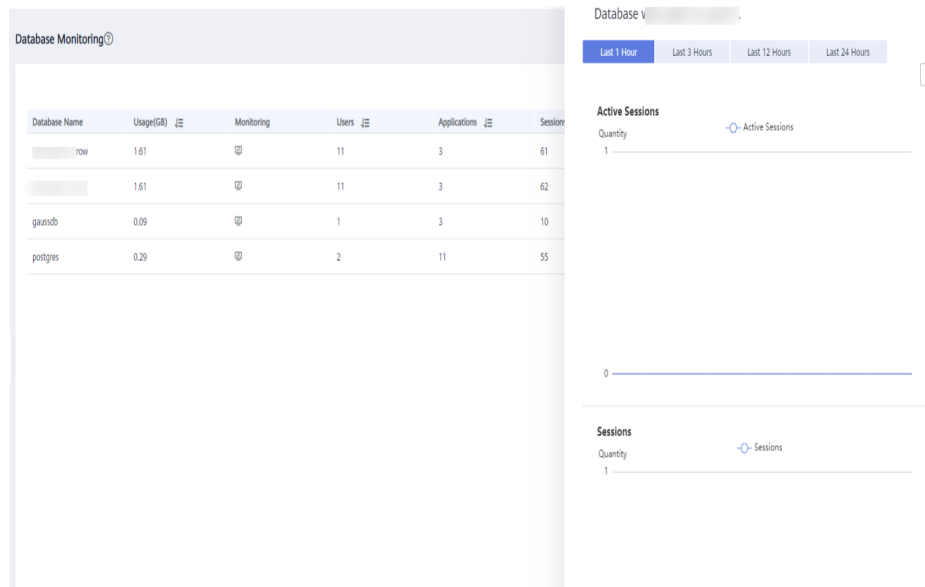 Database Monitoring
Database Name Usage(GB) Monitoring Users Applications Sessions
row 1.61 11 3 61
1.61 11 3 62
gaussdb 0.09 1 3 10
postgres 0.29 2 11 55
Database
Last 1 Hour Last 3 Hours Last 12 Hours Last 24 Hours
Active Sessions
Quantity
Active Sessions
1
0
Sessions
Quantity
Sessions
1